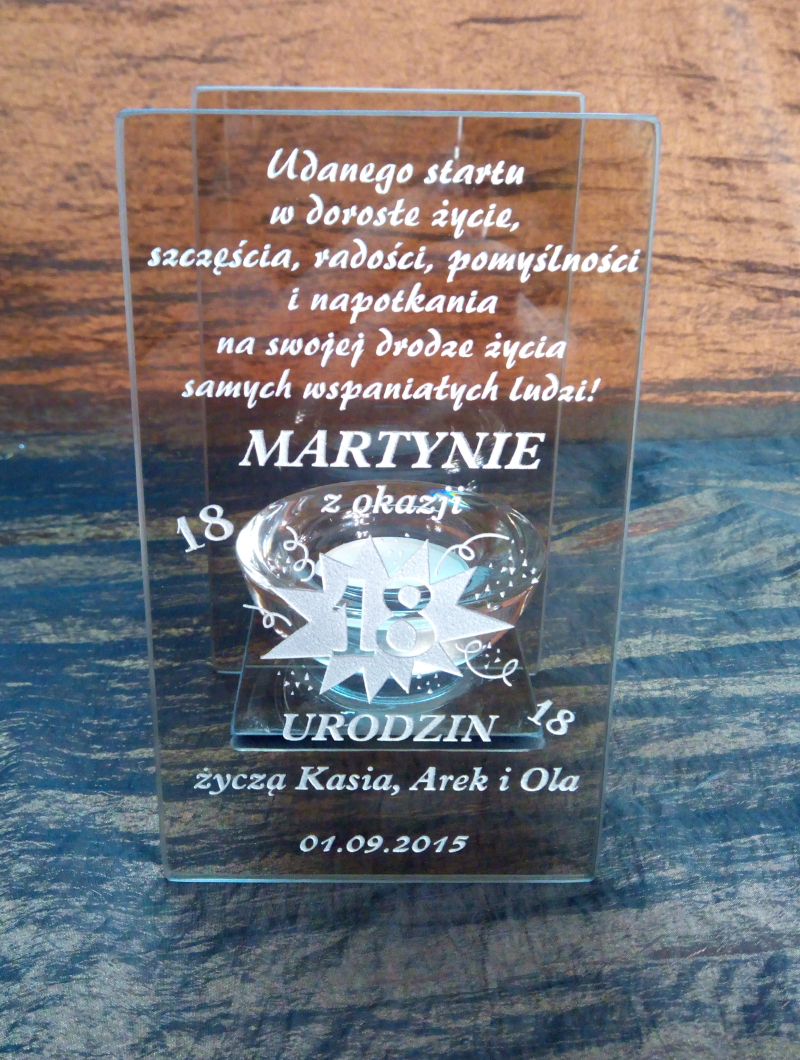 Udanego startu
w dorosłe życie,
szczęścia, radości, pomyślności
i napotkania
na swojej drodze życia
samych wspaniałych ludzi!
MARTYNIE
z okazji
18
18
URODZIN
18
życzą Kasia, Arek i Ola
01.09.2015